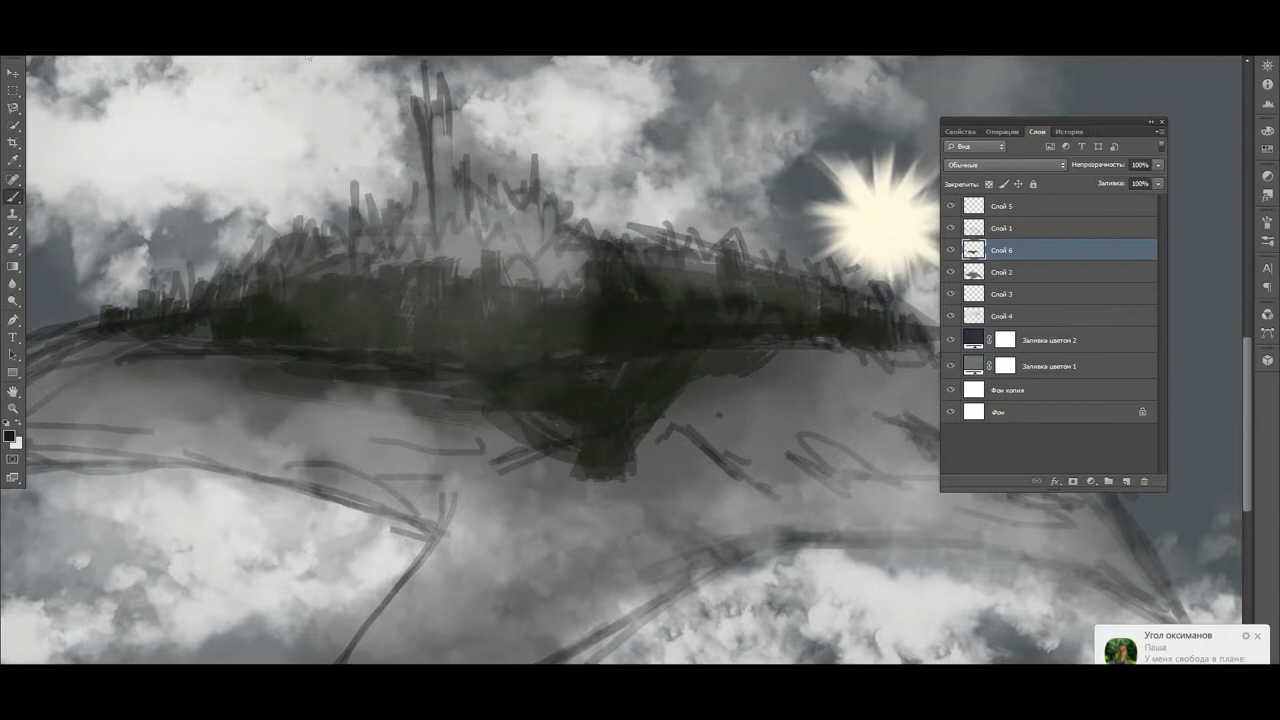 Свойства Операции Слои История
Вид
Обычные Непрозрачность: 100%
Закрепить: Заливка: 100%
Слой 5
Слой 1
Слой 6
Слой 2
Слой 3
Слой 4
Заливка цветом 2
Заливка цветом 1
Фон копия
Фон
Угол оксиманов
Паша
У меня свобода в плане: